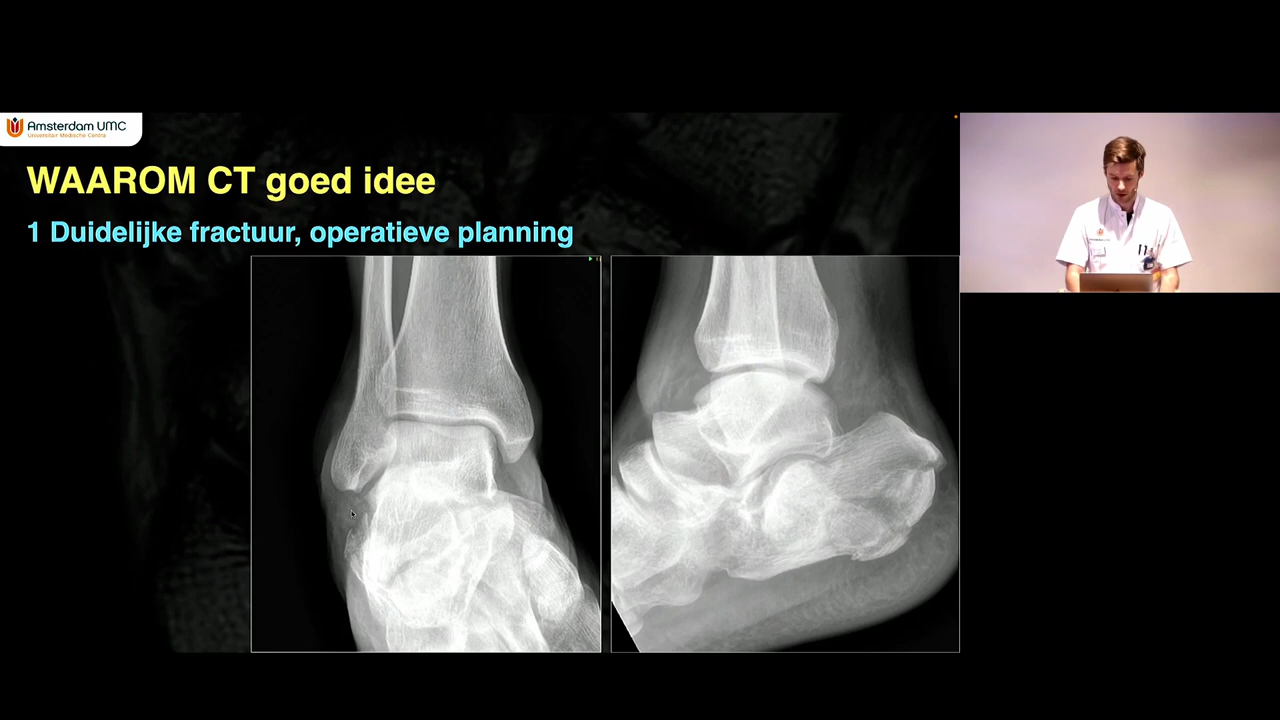 Amsterdam UMC
Universitair Medische Centra
WAAROM CT goed idee
1 Duidelijke fractuur, operatieve planning